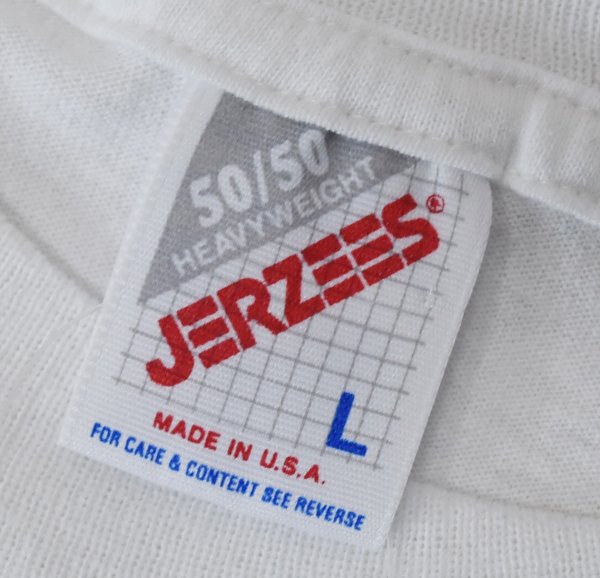 50/50
HEAVYWEIGHT
JERZEES®
L
MADE IN U.S.A.
FOR CARE & CONTENT SEE REVERSE